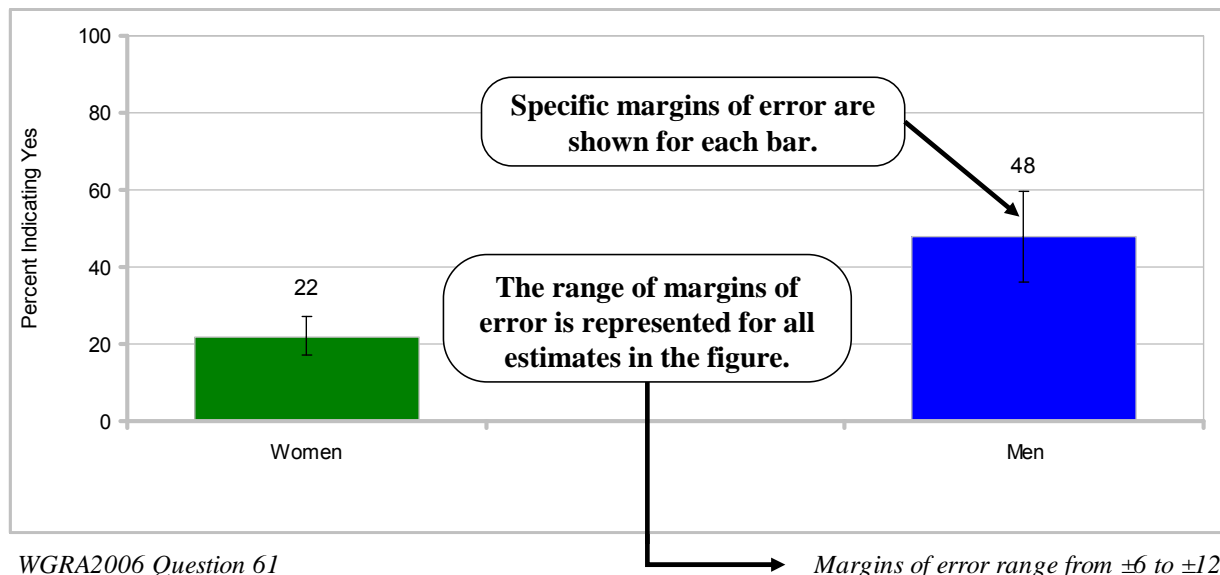 100
80
60
40
20
0
Percent Indicating Yes
22
Women
48
Men
Specific margins of error are
shown for each bar.
The range of margins of
error is represented for all
estimates in the figure.
WGRA2006 Question 61
Margins of error range from ±6 to ±12